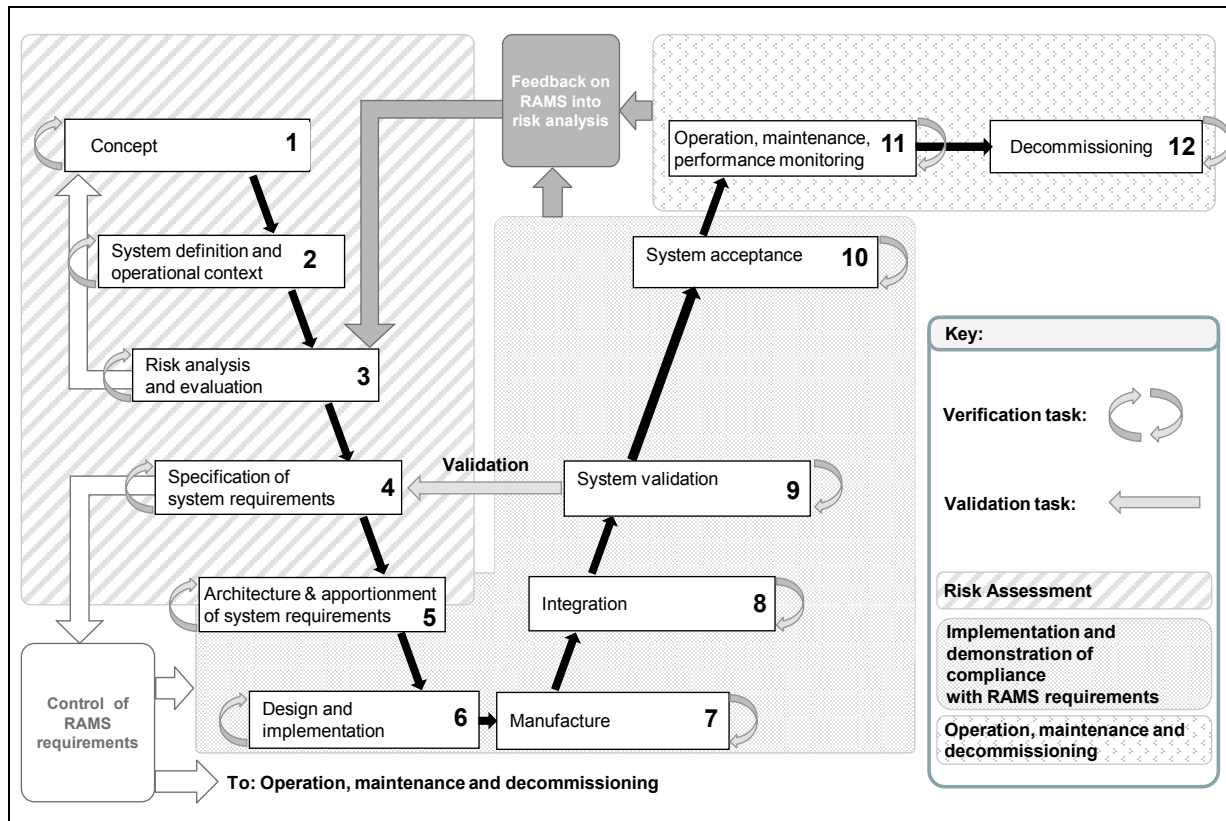 Feedback on
RAMS into
risk analysis
Concept
1
Operation, maintenance,
performance monitoring
11
Decommissioning
12
System definition and
operational context
2
System acceptance
10
Risk analysis
and evaluation
3
Key:
Verification task:
Validation task:
Risk Assessment
Implementation and
demonstration of
compliance
with RAMS requirements
Operation, maintenance and
decommissioning
Specification of
system requirements
4
Validation
System validation
9
Architecture & apportionment
of system requirements
5
Integration
8
Control of
RAMS
requirements
Design and
implementation
6
Manufacture
7
To: Operation, maintenance and decommissioning